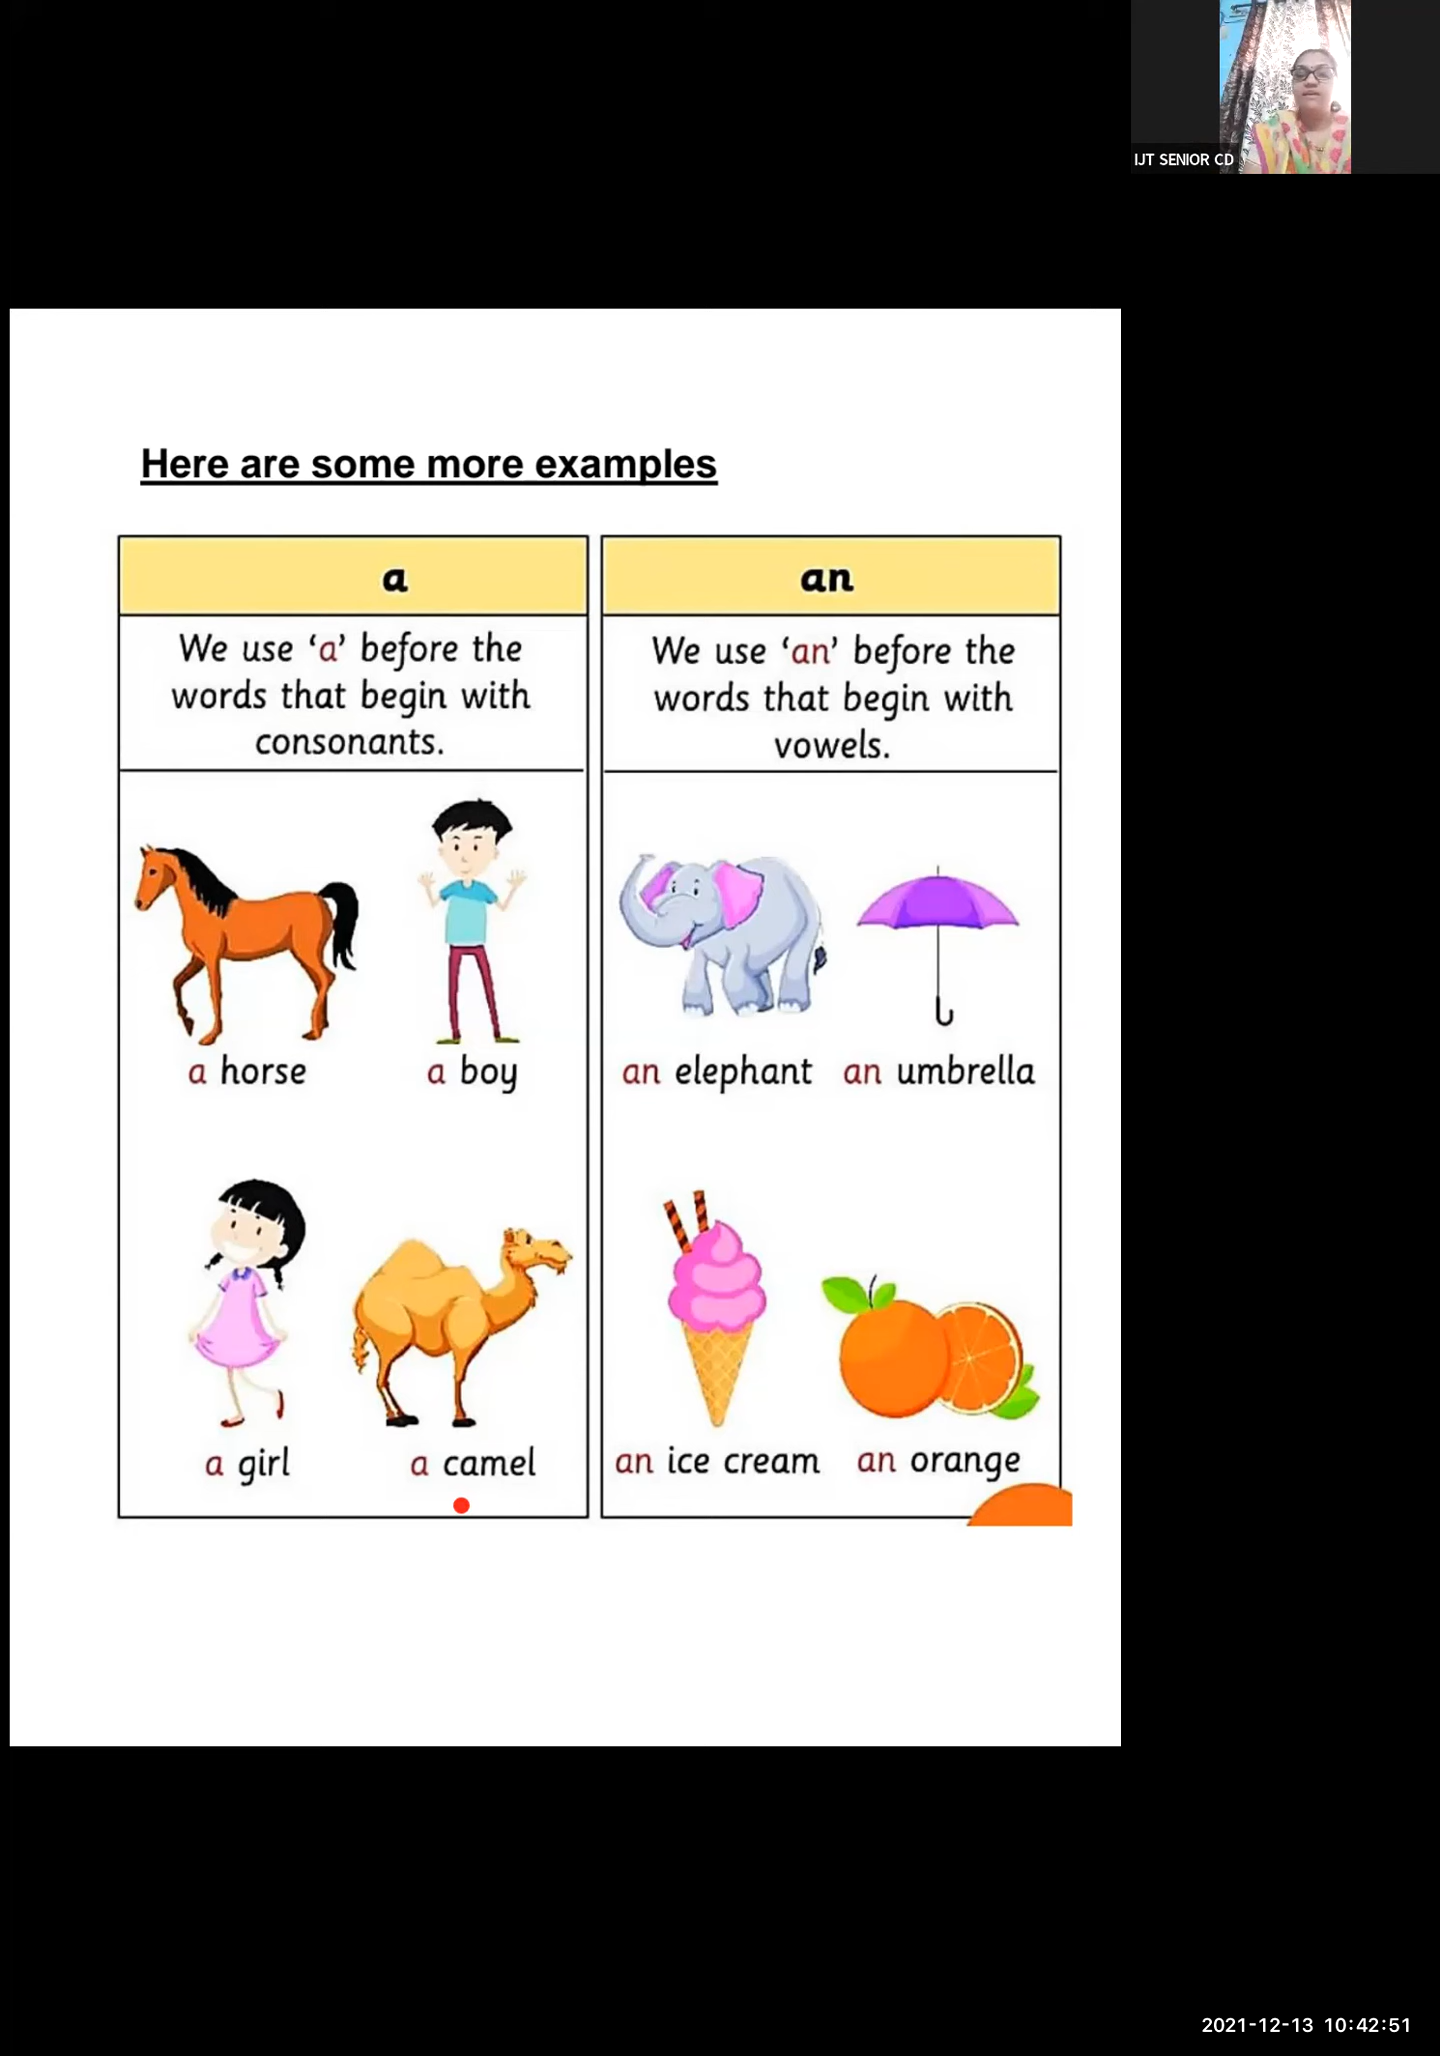 IJT SENIOR CD
Here are some more examples
a
We use ‘a’ before the
words that begin with
consonants.
a horse
a boy
a girl
a camel
an
We use ‘an’ before the
words that begin with
vowels.
an elephant
an umbrella
an ice cream
an orange
2021-12-13 10:42:51